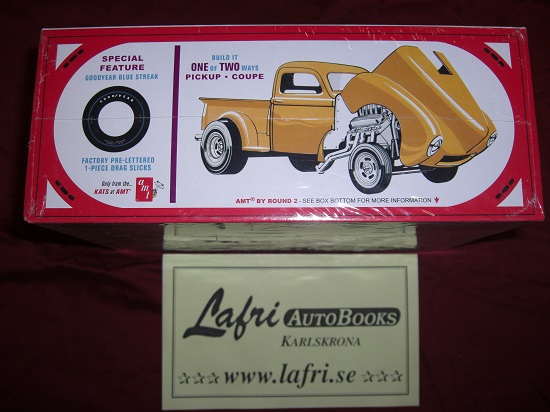 SPECIAL
FEATURE
GOODYEAR BLUE STREAK
FACTORY PRE-LETTERED
1-PIECE DRAG SLICKS
Only from the...
KATS at AMT
amt
BUILD IT
ONE OF TWO WAYS
PICKUP • COUPE
AMT® BY ROUND 2 - SEE BOX BOTTOM FOR MORE INFORMATION
Lafri AUTOBOOKS
KARLSKRONA
www.lafri.se